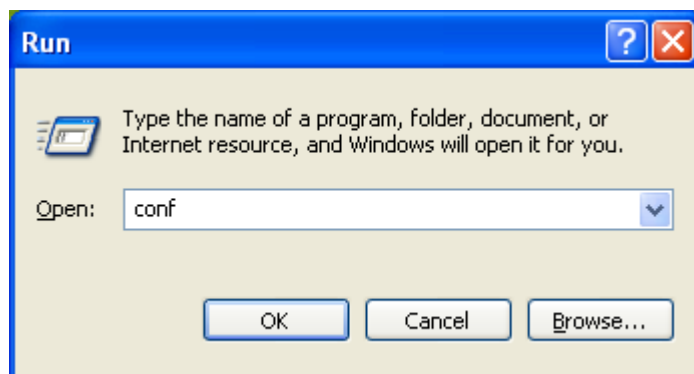 Run
Type the name of a program, folder, document, or
Internet resource, and Windows will open it for you.
Open: conf
OK Cancel Browse...